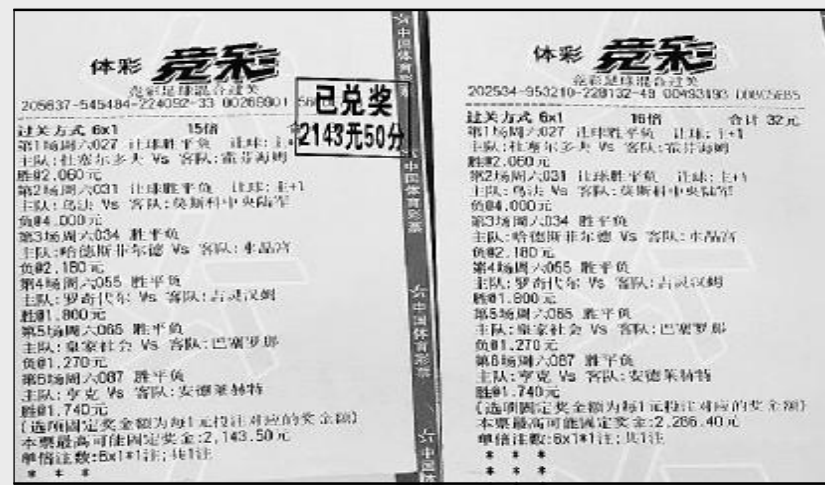 体彩 竞彩
竞彩足球混合过关
205637-545484-224092-33
过关方式 6x1 15倍
第1场周六027 让球胜平负 让球:主+1
主队:杜塞尔多夫 Vs 客队:霍芬海姆
胜@2.060元
第2场周六031 让球胜平负 让球:主+1
主队:乌法 Vs 客队:莫斯科中央陆军
负@4.000元
第3场周六034 胜平负
主队:哈德斯菲尔德 Vs 客队:水晶宫
负@2.180元
第4场周六055 胜平负
主队:罗奇代尔 Vs 客队:吉灵汉姆
胜@1.800元
第5场周六065 胜平负
主队:皇家社会 Vs 客队:巴塞罗那
负@1.270元
第6场周六087 胜平负
主队:亨克 Vs 客队:安德莱赫特
胜@1.740元
(选项固定奖金额为每1元投注对应的奖金额)
本票最高可能固定奖金:2,143.50元
单倍注数:6x1*1注;共1注
* * *
已兑奖
2143元50分
中国体育彩票
中国体育彩票
中国体
体彩 竞彩
竞彩足球混合过关
202534-953210-228132-48 00493493
过关方式 6x1 16倍 合计 32元
第1场周六027 让球胜平负 让球:主+1
主队:杜塞尔多夫 Vs 客队:霍芬海姆
胜@2.060元
第2场周六031 让球胜平负 让球:主+1
主队:乌法 Vs 客队:莫斯科中央陆军
负@4.000元
第3场周六034 胜平负
主队:哈德斯菲尔德 Vs 客队:水晶宫
负@2.180元
第4场周六055 胜平负
主队:罗奇代尔 Vs 客队:吉灵汉姆
胜@1.800元
第5场周六065 胜平负
主队:皇家社会 Vs 客队:巴塞罗那
负@1.270元
第6场周六087 胜平负
主队:亨克 Vs 客队:安德莱赫特
胜@1.740元
(选项固定奖金额为每1元投注对应的奖金额)
本票最高可能固定奖金:2,286.40元
单倍注数:6x1*1注;共1注
* * *